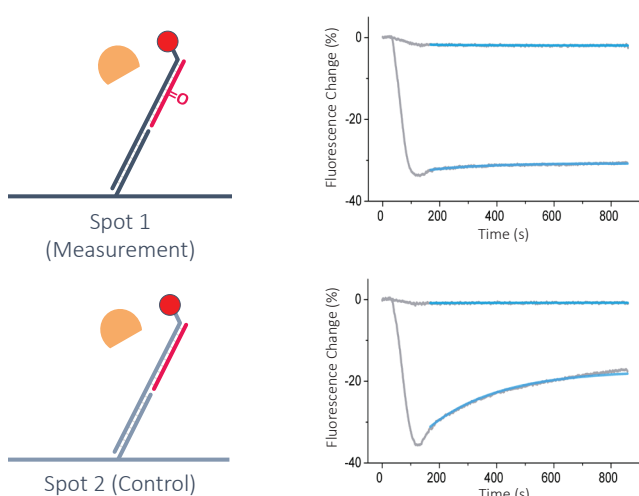 =O
Spot 1
(Measurement)
Fluorescence Change (%)
0
-20
-40
0 200 400 600 800
Time (s)
Spot 2 (Control)
Fluorescence Change (%)
0
-20
-40
0 200 400 600 800
Time (s)